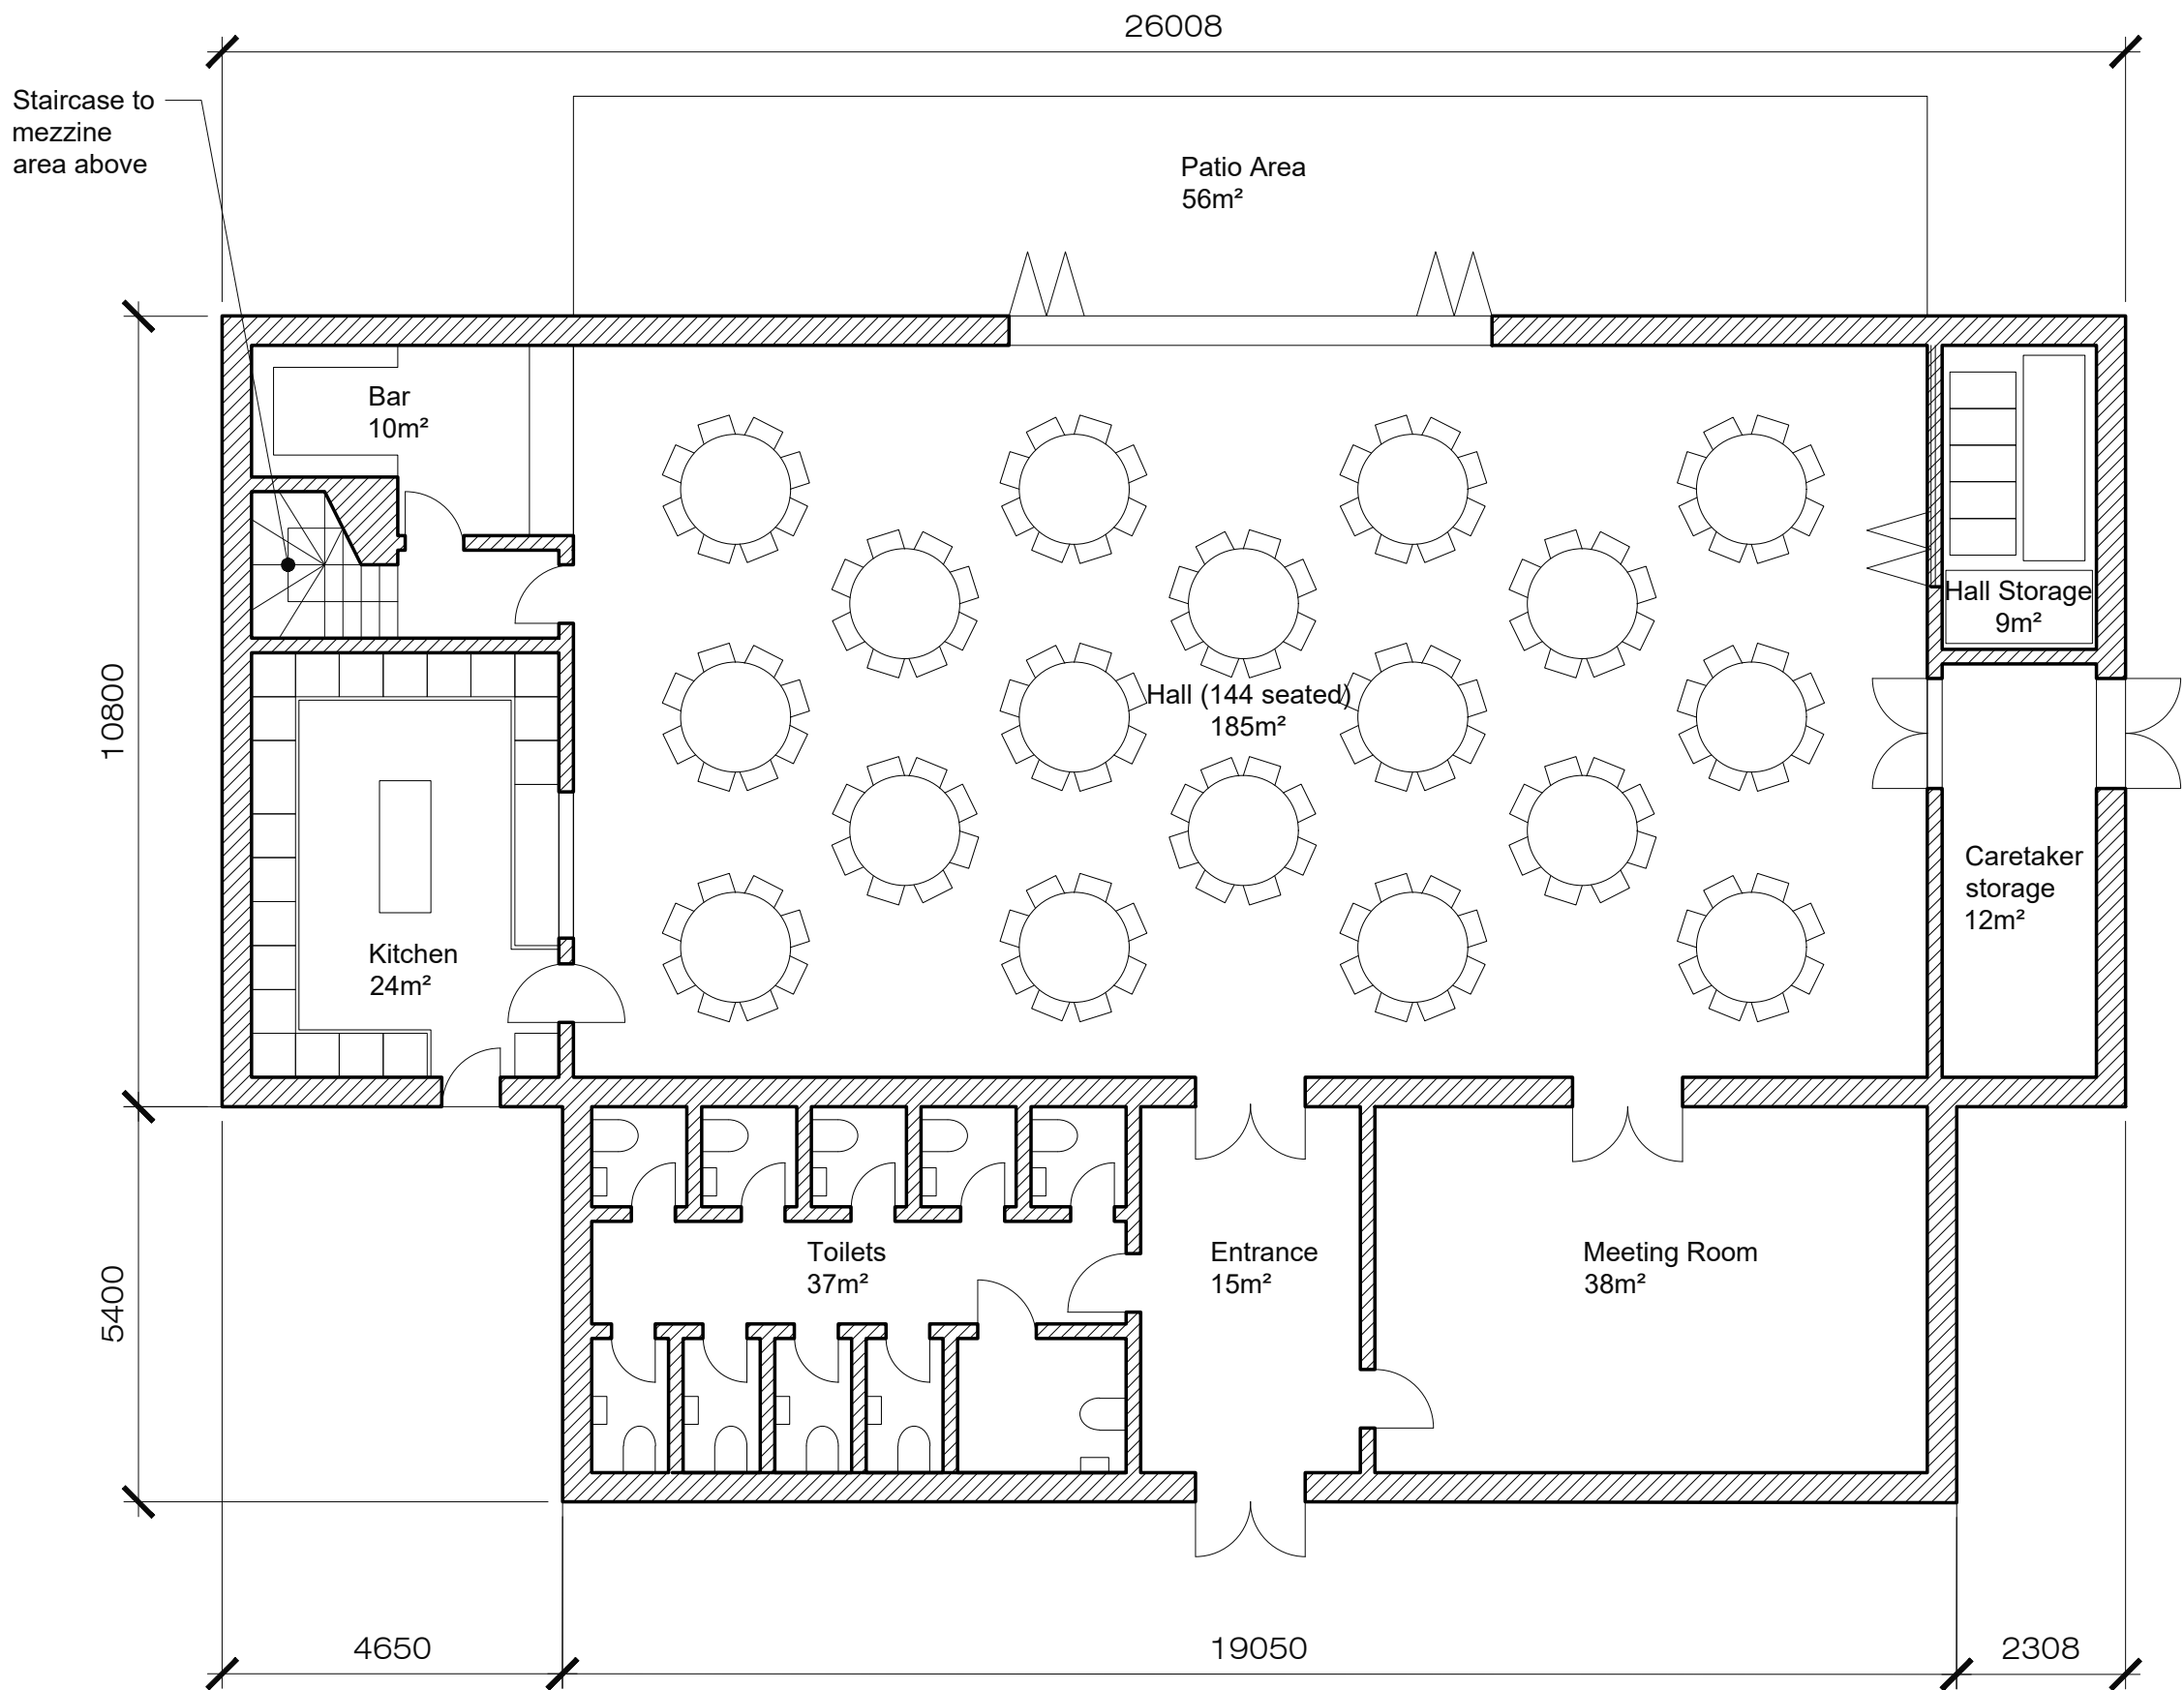 26008
Staircase to
mezzine
area above
Patio Area
56m²
Bar
10m²
Hall Storage
9m²
Hall (144 seated)
185m²
10800
Caretaker
storage
12m²
Kitchen
24m²
Toilets
37m²
Entrance
15m²
Meeting Room
38m²
5400
4650
19050
2308